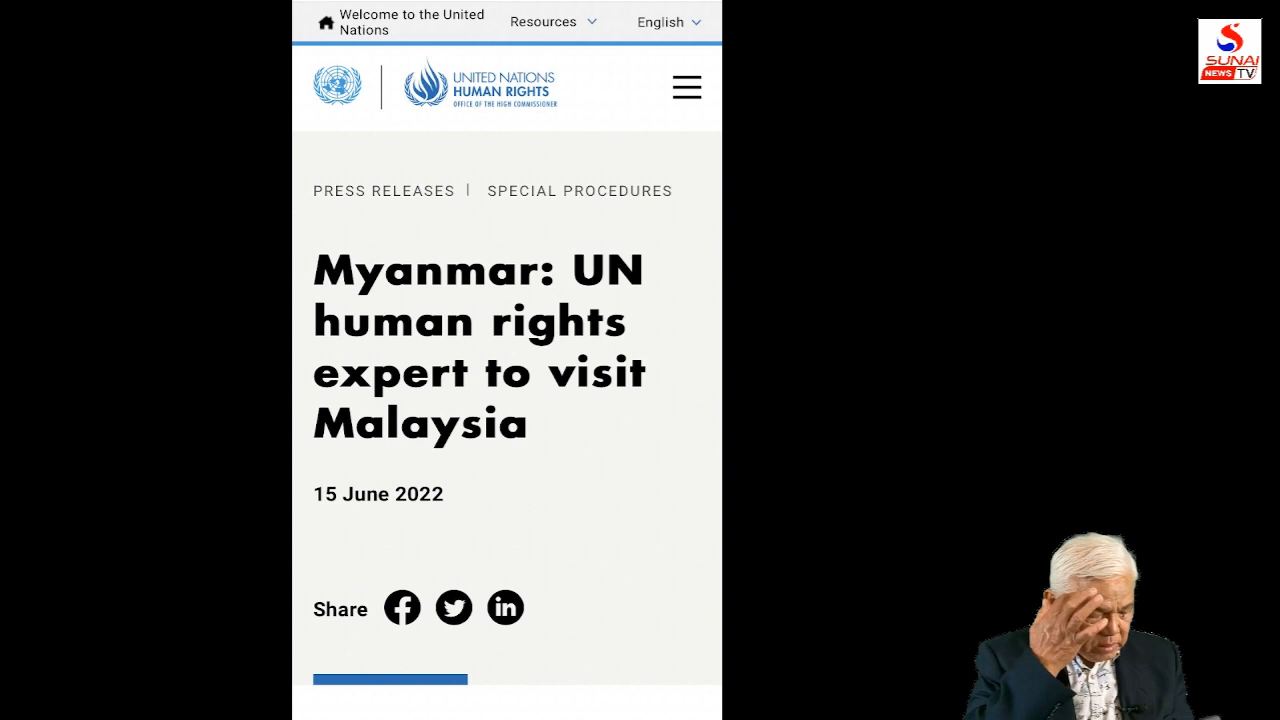 Welcome to the United
Nations
Resources
English
UNITED NATIONS
HUMAN RIGHTS
OFFICE OF THE HIGH COMMISSIONER
PRESS RELEASES | SPECIAL PROCEDURES
Myanmar: UN
human rights
expert to visit
Malaysia
15 June 2022
Share
SUNAI
NEWS TV